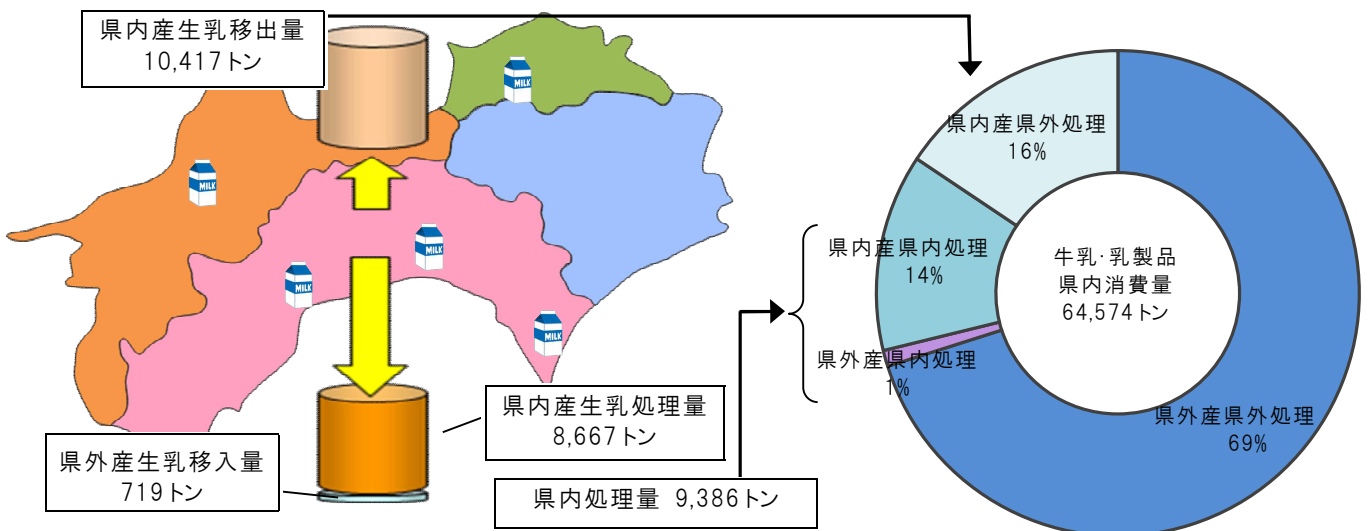 県内産生乳移出量
10,417トン
MILK
MILK
MILK
MILK
MILK
県内産生乳処理量
8,667トン
県外産生乳移入量
719トン
県内処理量 9,386トン
県内産県外処理
16%
県内産県内処理
14%
県外産県内処理
1%
牛乳・乳製品
県内消費量
64,574トン
県外産県外処理
69%